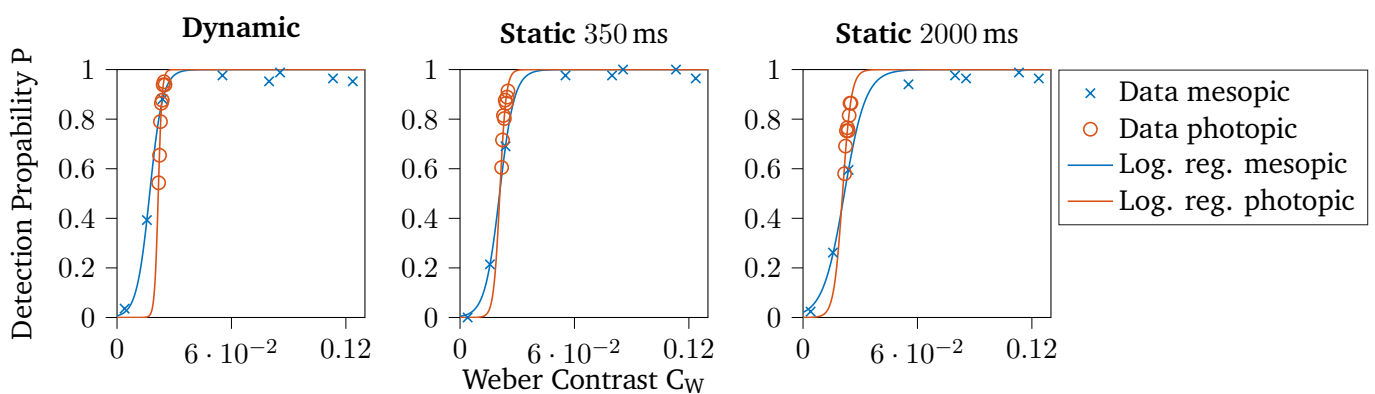 Dynamic
Static 350 ms
Static 2000 ms
Detection Propability P
1
0.8
0.6
0.4
0.2
0
0
6 · 10⁻²
0.12
1
0.8
0.6
0.4
0.2
0
0
6 · 10⁻²
0.12
1
0.8
0.6
0.4
0.2
0
0
6 · 10⁻²
0.12
Weber Contrast C_W
Data mesopic
Data photopic
Log. reg. mesopic
Log. reg. photopic